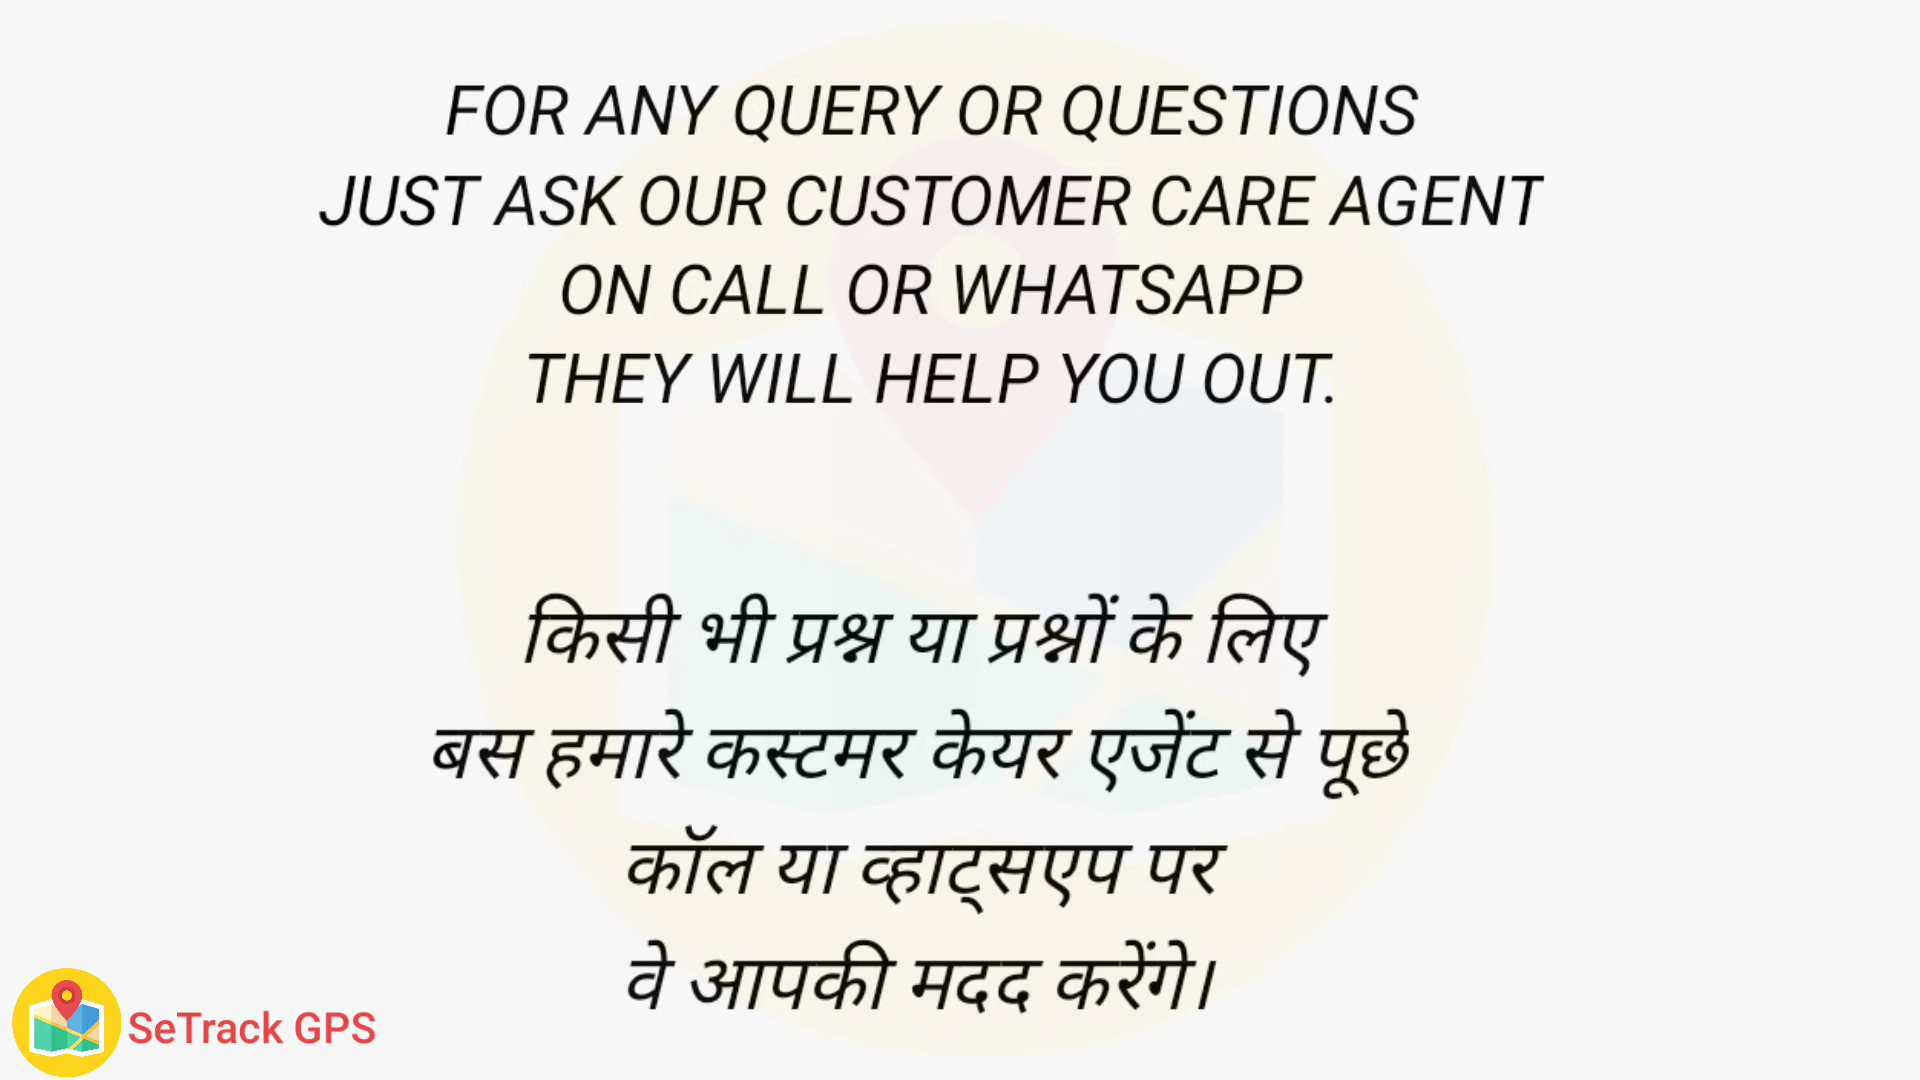 FOR ANY QUERY OR QUESTIONS
JUST ASK OUR CUSTOMER CARE AGENT
ON CALL OR WHATSAPP
THEY WILL HELP YOU OUT.
किसी भी प्रश्न या प्रश्नों के लिए
बस हमारे कस्टमर केयर एजेंट से पूछे
कॉल या व्हाट्सएप पर
वे आपकी मदद करेंगे।
SeTrack GPS